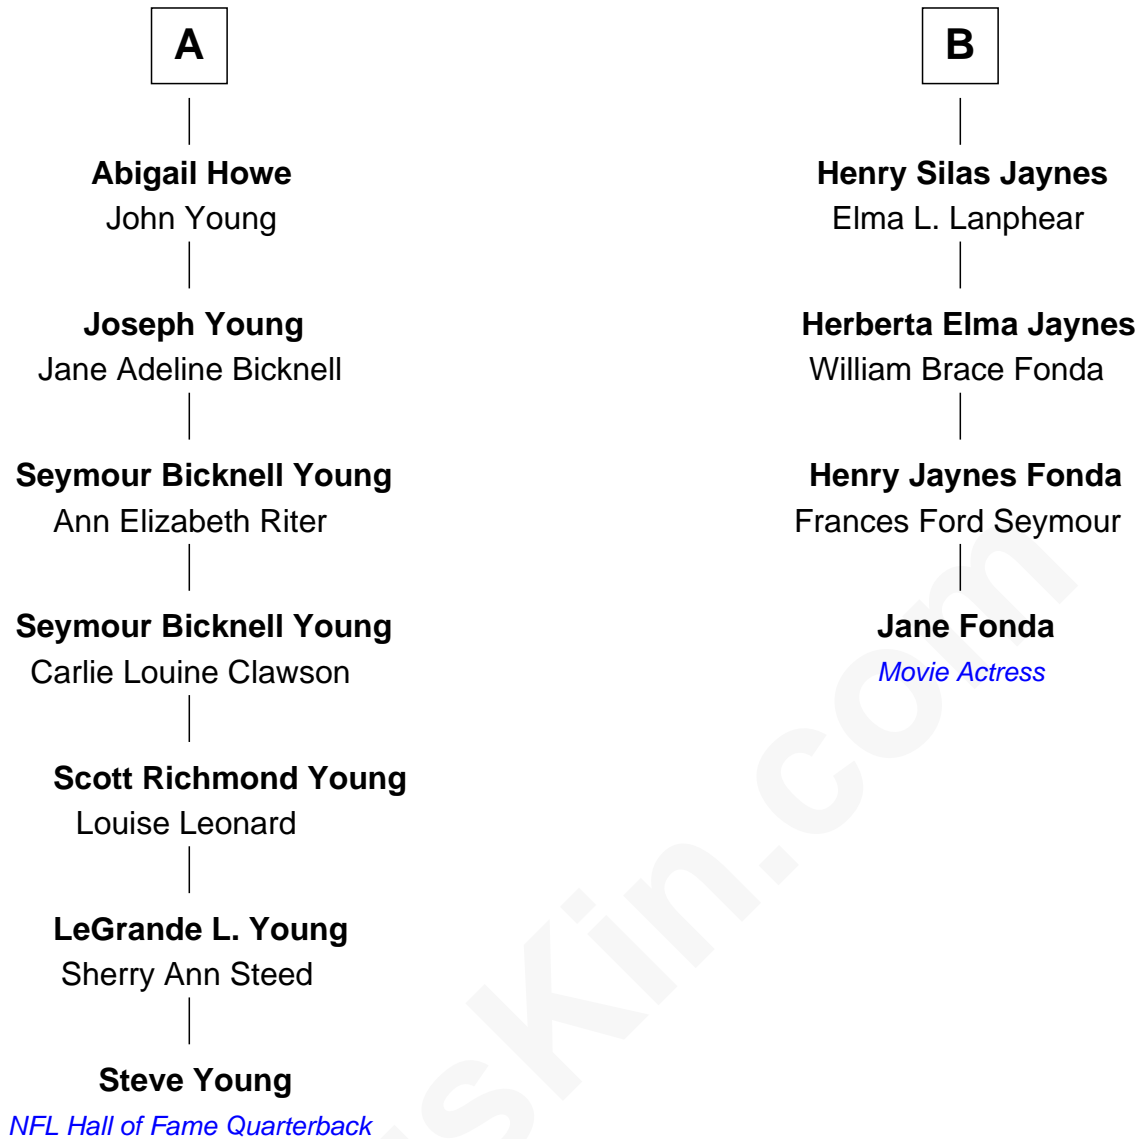 A
Abigail Howe
John Young
Joseph Young
Jane Adeline Bicknell
Seymour Bicknell Young
Ann Elizabeth Riter
Seymour Bicknell Young
Carlie Louine Clawson
Scott Richmond Young
Louise Leonard
LeGrande L. Young
Sherry Ann Steed
Steve Young
NFL Hall of Fame Quarterback
B
Henry Silas Jaynes
Elma L. Lanphear
Herberta Elma Jaynes
William Brace Fonda
Henry Jaynes Fonda
Frances Ford Seymour
Jane Fonda
Movie Actress